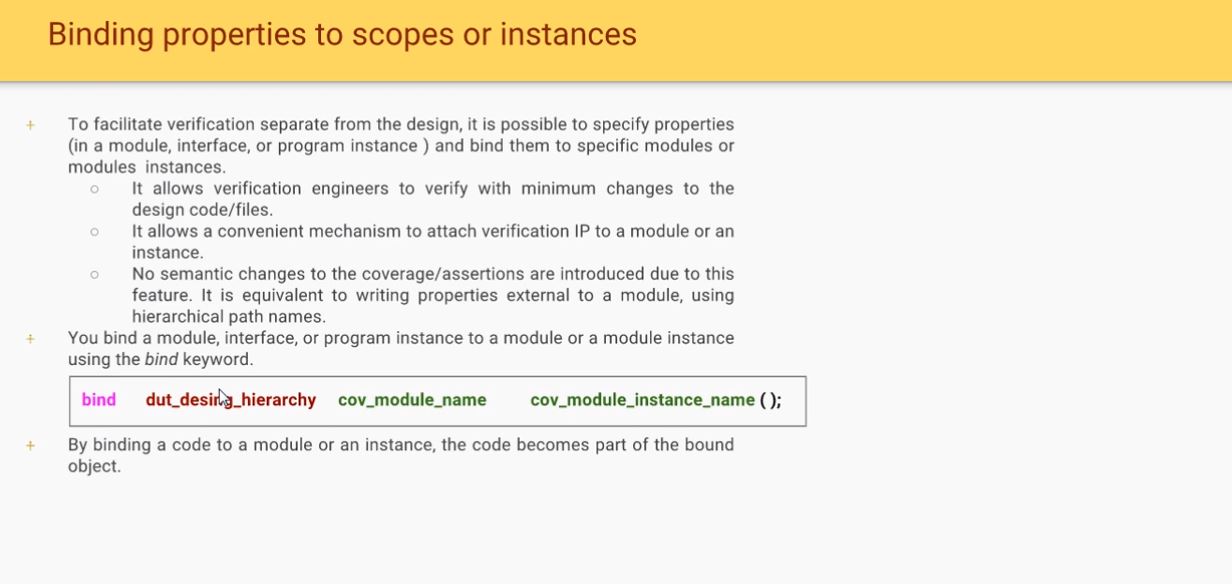 Binding properties to scopes or instances
+ To facilitate verification separate from the design, it is possible to specify properties
(in a module, interface, or program instance ) and bind them to specific modules or
modules instances.
○ It allows verification engineers to verify with minimum changes to the
design code/files.
○ It allows a convenient mechanism to attach verification IP to a module or an
instance.
○ No semantic changes to the coverage/assertions are introduced due to this
feature. It is equivalent to writing properties external to a module, using
hierarchical path names.
+ You bind a module, interface, or program instance to a module or a module instance
using the bind keyword.
bind dut_desing_hierarchy cov_module_name cov_module_instance_name ( );
+ By binding a code to a module or an instance, the code becomes part of the bound
object.